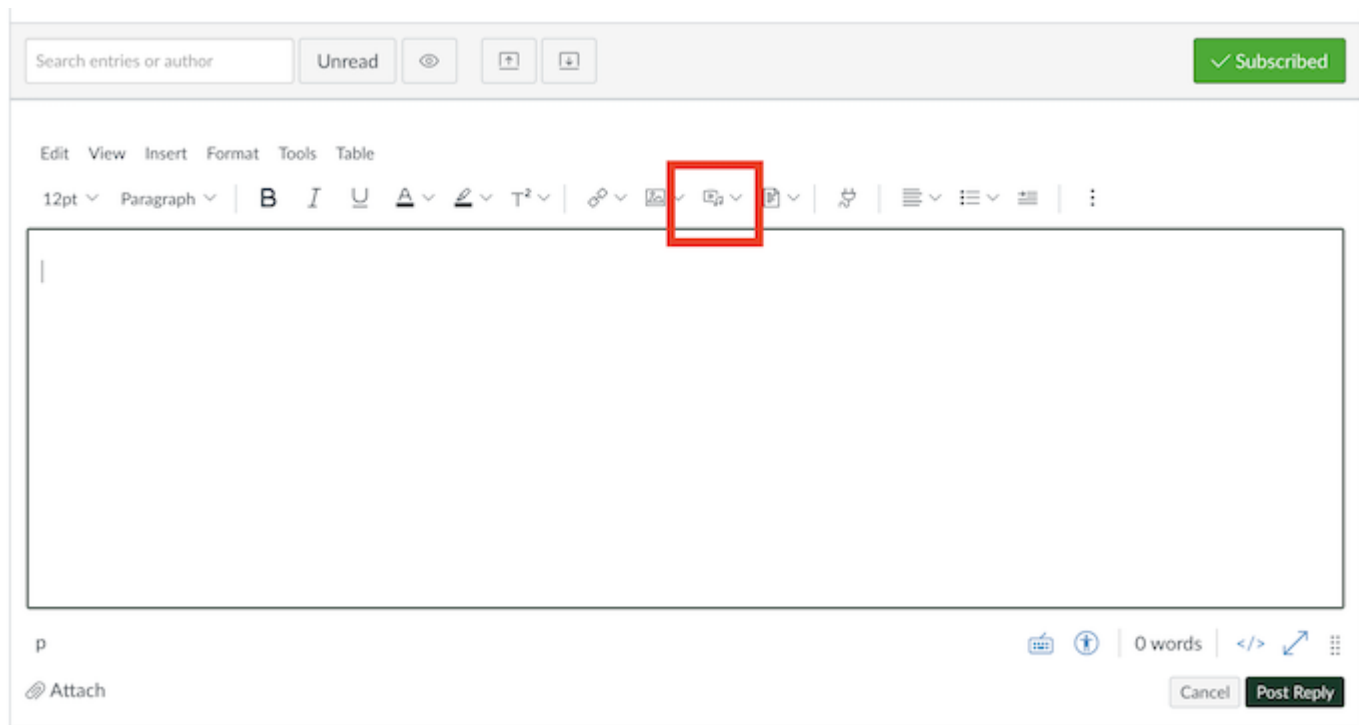 Search entries or author Unread Subscribed
Edit View Insert Format Tools Table
12pt Paragraph B I U A T²
p 0 words </>
Attach Cancel Post Reply